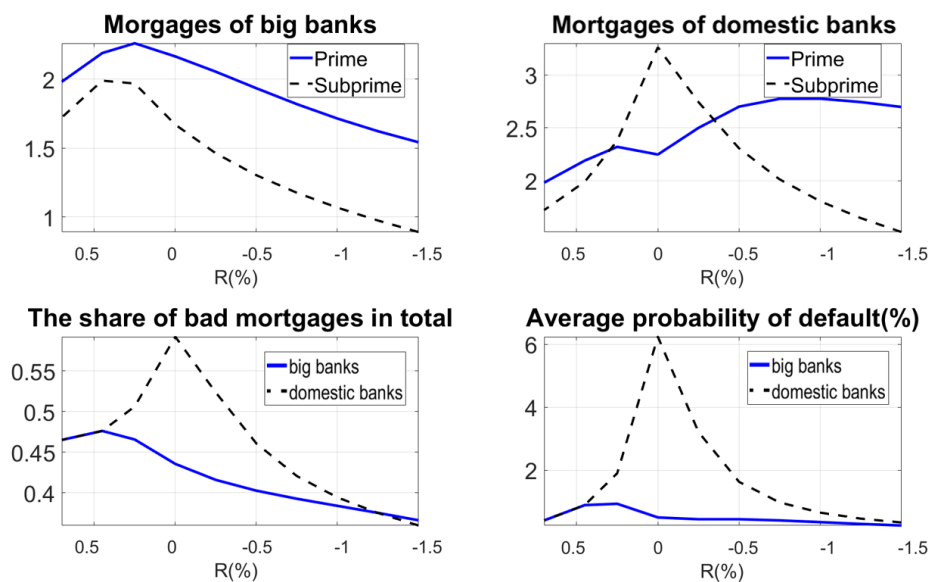 Morgages of big banks
Prime
Subprime
2
1.5
1
0.5 0 -0.5 -1 -1.5
R(%)
Mortgages of domestic banks
Prime
Subprime
3
2.5
2
0.5 0 -0.5 -1 -1.5
R(%)
The share of bad mortgages in total
big banks
domestic banks
0.55
0.5
0.45
0.4
0.5 0 -0.5 -1 -1.5
R(%)
Average probability of default(%)
big banks
domestic banks
6
4
2
0.5 0 -0.5 -1 -1.5
R(%)